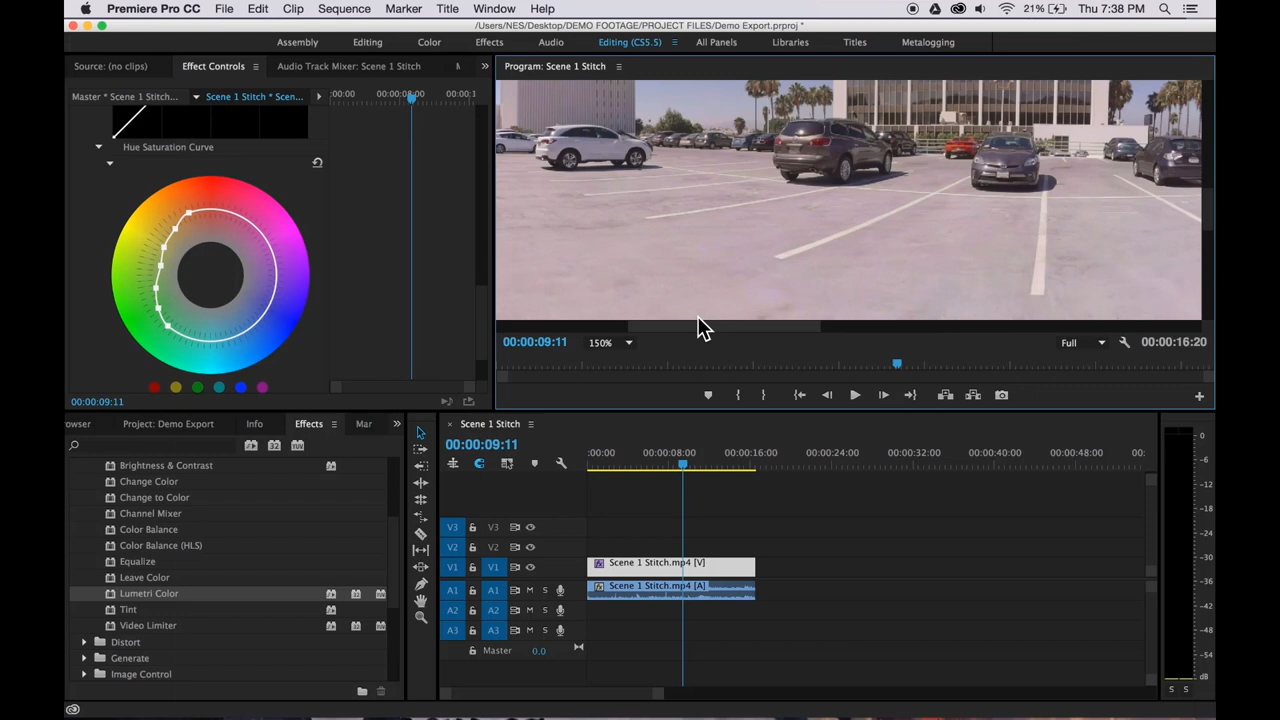 Premiere Pro CC File Edit Clip Sequence Marker Title Window Help 21% Thu 7:38 PM
/Users/NES/Desktop/DEMO FOOTAGE/PROJECT FILES/Demo Export.prproj *
Assembly Editing Color Effects Audio Editing (CS5.5) All Panels Libraries Titles Metalogging
Source: (no clips) Effect Controls Audio Track Mixer: Scene 1 Stitch Program: Scene 1 Stitch
Master * Scene 1 Stitch... Scene 1 Stitch * Scen... :00:00 00:00:08:00 00:00:1
Hue Saturation Curve
00:00:09:11 150% Full 00:00:16:20
00:00:09:11
rowser Project: Demo Export Info Effects Mar Scene 1 Stitch
00:00:09:11
:00:00 00:00:08:00 00:00:16:00 00:00:24:00 00:00:32:00 00:00:40:00 00:00:48:00 00:
Brightness & Contrast
Change Color
Change to Color
Channel Mixer
Color Balance
Color Balance (HLS)
Equalize
Leave Color
Lumetri Color
Tint
Video Limiter
Distort
Generate
Image Control
V3 V3
V2 V2
V1 V1 Scene 1 Stitch.mp4 [V]
A1 A1 M S Scene 1 Stitch.mp4 [A]
A2 A2 M S
A3 A3 M S
Master 0.0
0
-6
-12
-18
-24
-30
-36
-42
-48
-54
dB
S S